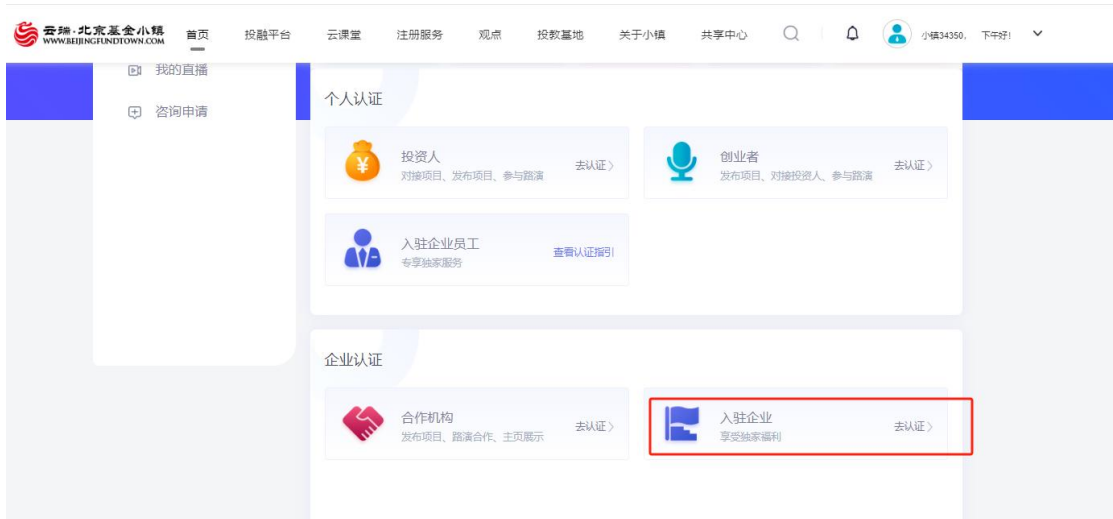 云端·北京基金小镇
WWW.BEIJINGFUNDTOWN.COM
首页 投融平台 云课堂 注册服务 观点 投教基地 关于小镇 共享中心 小镇34350, 下午好!
我的直播
咨询申请
个人认证
投资人
对接项目、发布项目、参与路演
去认证〉
创业者
发布项目、对接投资人、参与路演
去认证〉
入驻企业员工
专享独家服务
查看认证指引
企业认证
合作机构
发布项目、路演合作、主页展示
去认证〉
入驻企业
享受独家福利
去认证〉